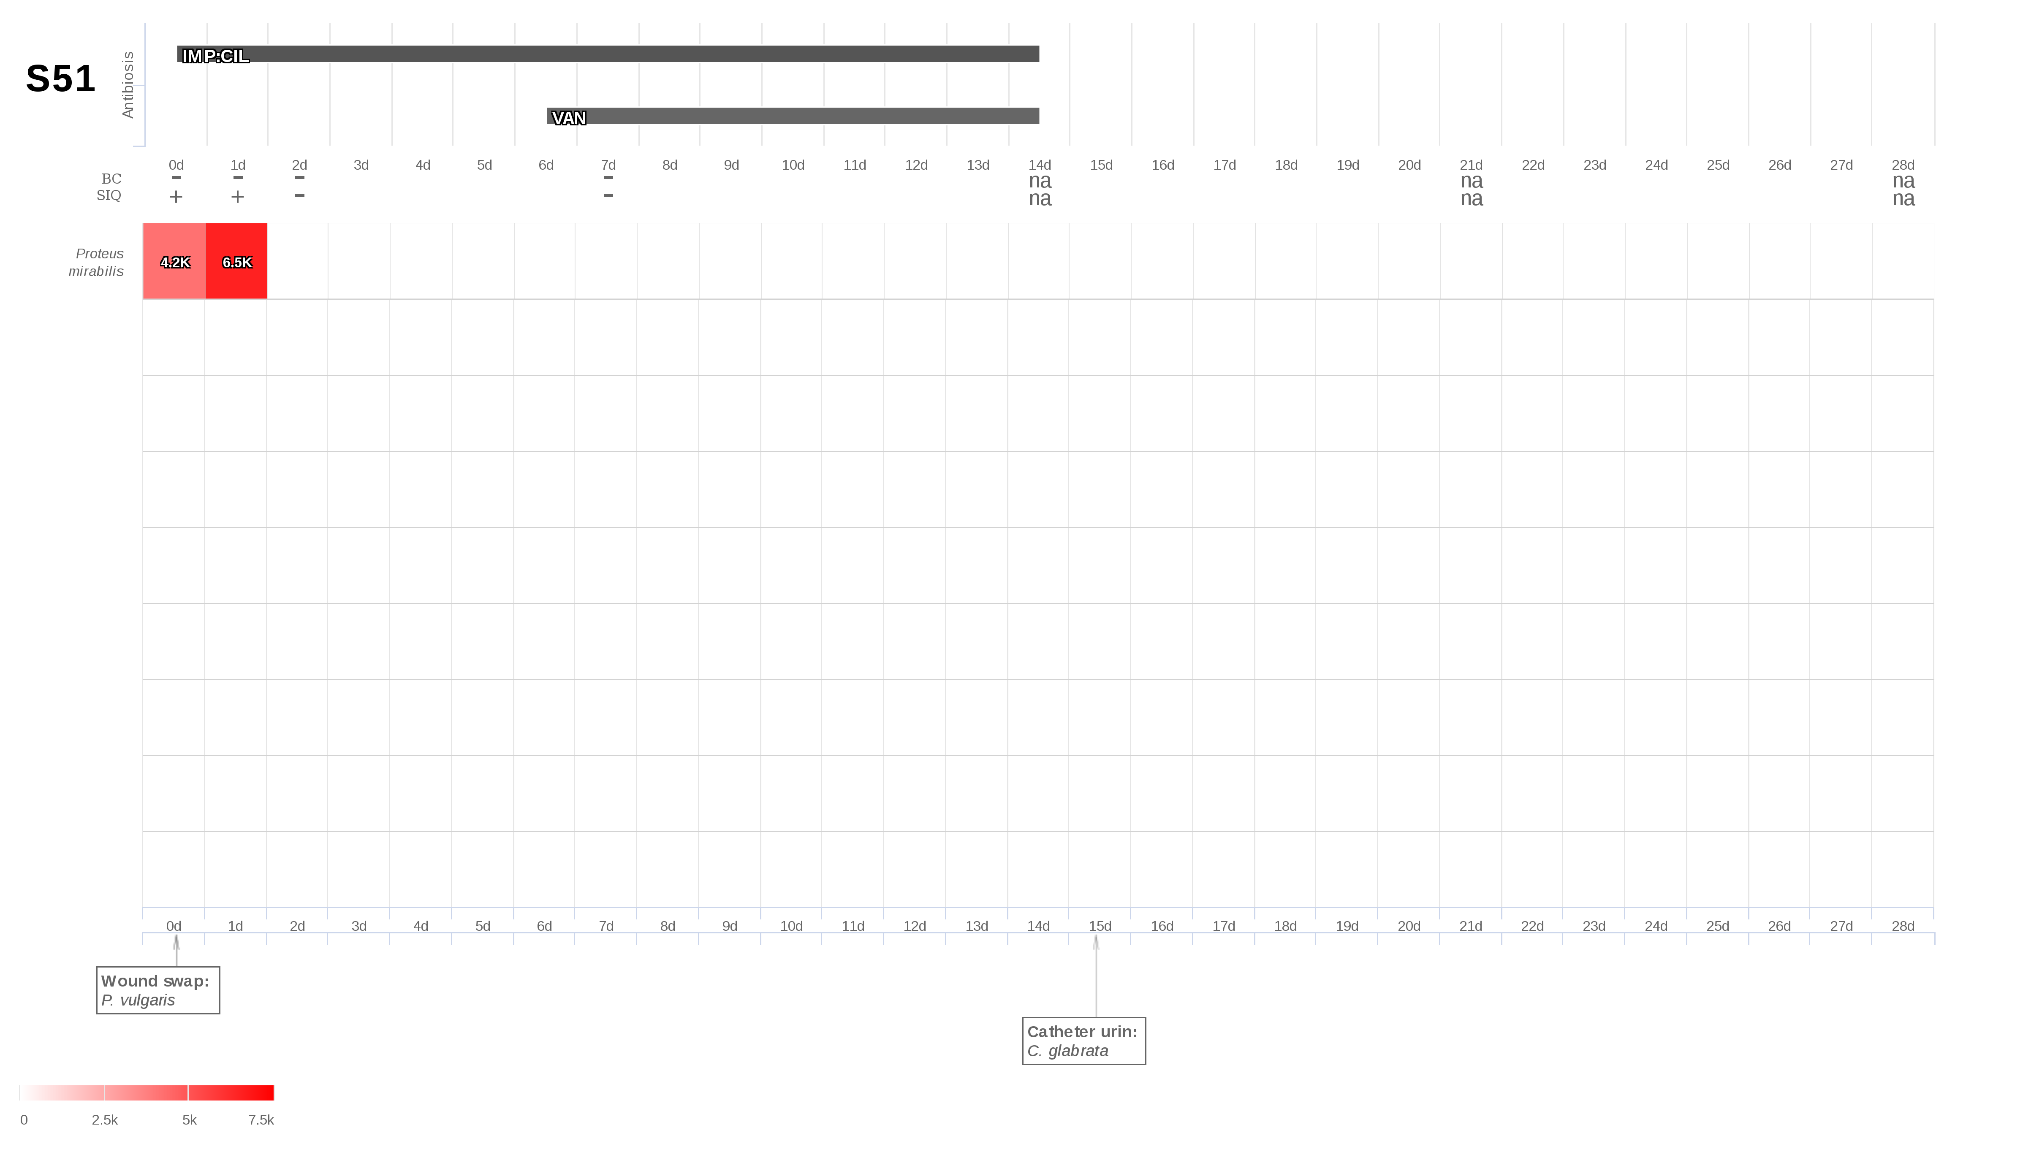 S51
Antibiosis
IMP:CIL
VAN
0d 1d 2d 3d 4d 5d 6d 7d 8d 9d 10d 11d 12d 13d 14d 15d 16d 17d 18d 19d 20d 21d 22d 23d 24d 25d 26d 27d 28d
BC - - - - na na na
SIQ + + - - na na na
Proteus
mirabilis
4.2K 6.5K
0d 1d 2d 3d 4d 5d 6d 7d 8d 9d 10d 11d 12d 13d 14d 15d 16d 17d 18d 19d 20d 21d 22d 23d 24d 25d 26d 27d 28d
Wound swap:
P. vulgaris
Catheter urin:
C. glabrata
0 2.5k 5k 7.5k